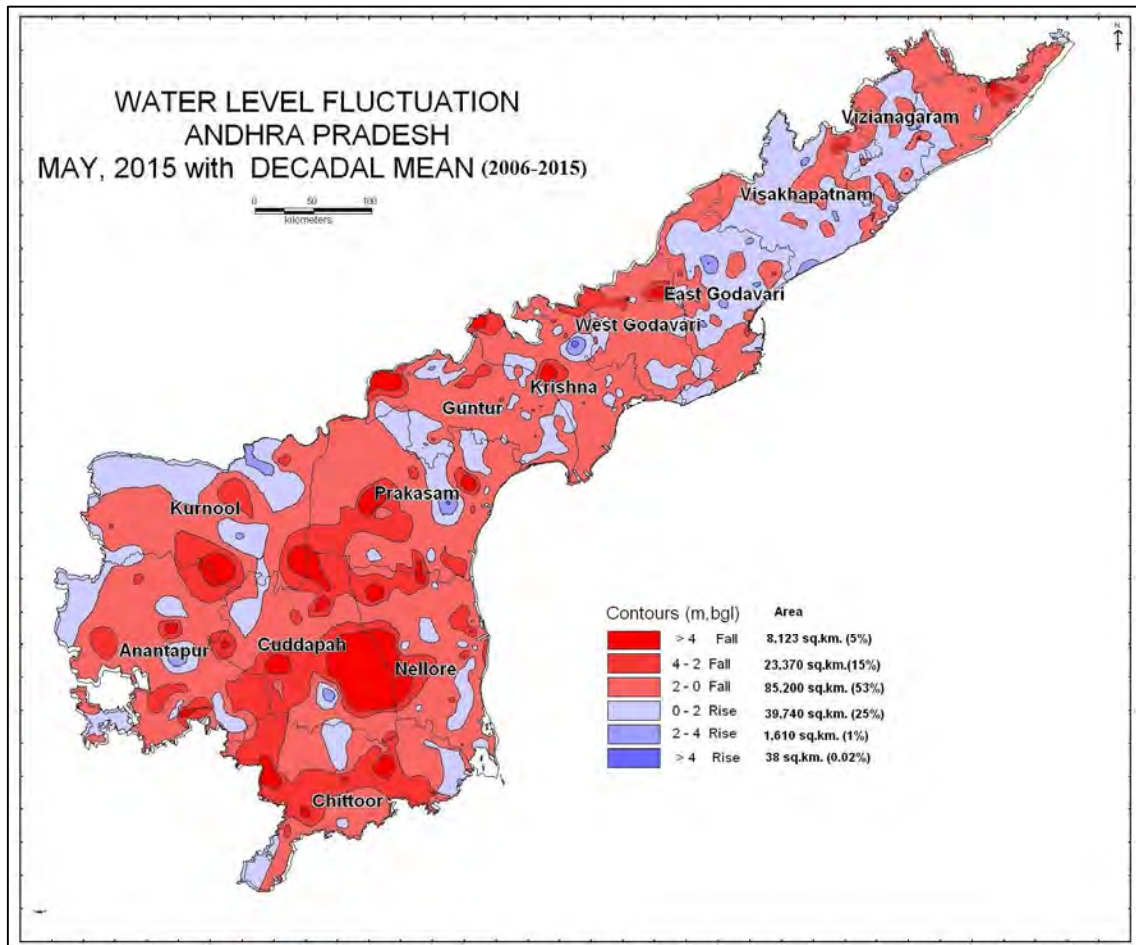 WATER LEVEL FLUCTUATION
ANDHRA PRADESH
MAY, 2015 with DECADAL MEAN (2006-2015)
0 50 100
kilometers
N
Vizianagaram
Visakhapatnam
East Godavari
West Godavari
Krishna
Guntur
Prakasam
Kurnool
Anantapur
Cuddapah
Nellore
Chittoor
Contours (m,bgl) Area
> 4 Fall 8.123 sq.km. (5%)
4 - 2 Fall 23.370 sq.km.(15%)
2 - 0 Fall 85.200 sq.km. (53%)
0 - 2 Rise 39.740 sq.km. (25%)
2 - 4 Rise 1,610 sq.km. (1%)
> 4 Rise 38 sq.km. (0.02%)